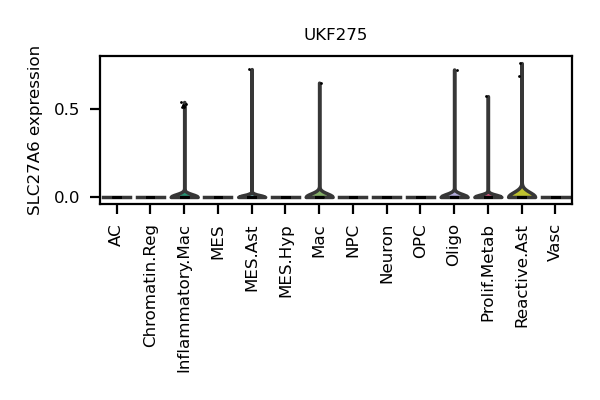 UKF275
SLC27A6 expression
0.5
0.0
AC
Chromatin.Reg
Inflammatory.Mac
MES
MES.Ast
MES.Hyp
Mac
NPC
Neuron
OPC
Oligo
Prolif.Metab
Reactive.Ast
Vasc